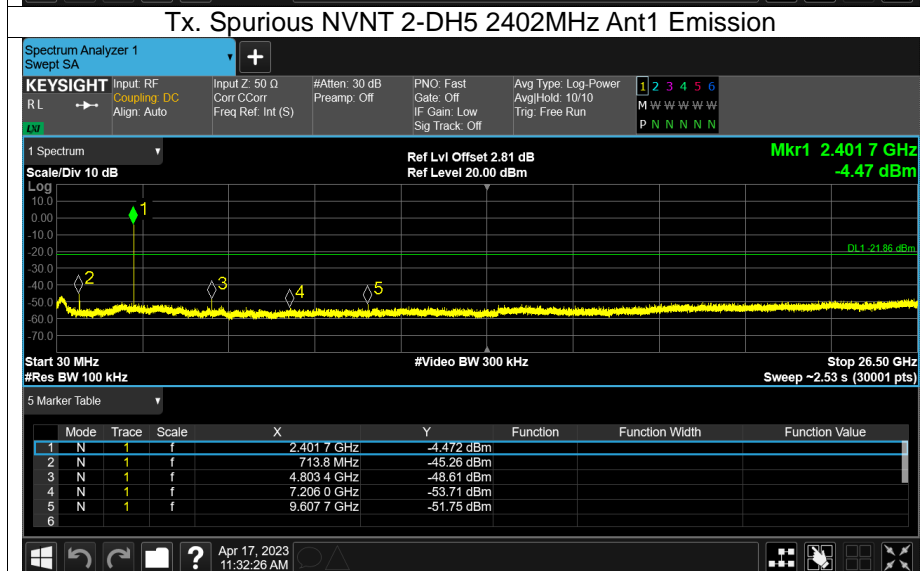 Tx. Spurious NVNT 2-DH5 2402MHz Ant1 Emission
Spectrum Analyzer 1
Swept SA
+
KEYSIGHT Input: RF Input Z: 50 Ω #Atten: 30 dB PNO: Fast Avg Type: Log-Power 1 2 3 4 5 6
R L Coupling: DC Corr CCorr Preamp: Off Gate: Off Avg|Hold: 10/10 M W W W W W
Align: Auto Freq Ref: Int (S) IF Gain: Low Trig: Free Run
LXI Sig Track: Off P N N N N N
1 Spectrum Ref Lvl Offset 2.81 dB Mkr1 2.401 7 GHz
Scale/Div 10 dB Ref Level 20.00 dBm -4.47 dBm
Log
10.0
0.00
-10.0
-20.0
-30.0
-40.0
-50.0
-60.0
-70.0
1
DL1 -21.86 dBm
2
3
4
5
Start 30 MHz #Video BW 300 kHz Stop 26.50 GHz
#Res BW 100 kHz Sweep ~2.53 s (30001 pts)
5 Marker Table
Mode Trace Scale X Y Function Function Width Function Value
1 N 1 f 2.401 7 GHz -4.472 dBm
2 N 1 f 713.8 MHz -45.26 dBm
3 N 1 f 4.803 4 GHz -48.61 dBm
4 N 1 f 7.206 0 GHz -53.71 dBm
5 N 1 f 9.607 7 GHz -51.75 dBm
6
? Apr 17, 2023
11:32:26 AM